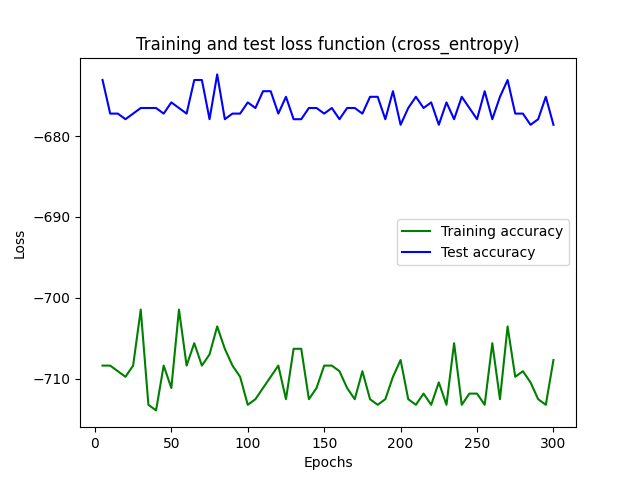 Training and test loss function (cross_entropy)
−680
−690
−700
−710
Loss
Training accuracy
Test accuracy
0 50 100 150 200 250 300
Epochs